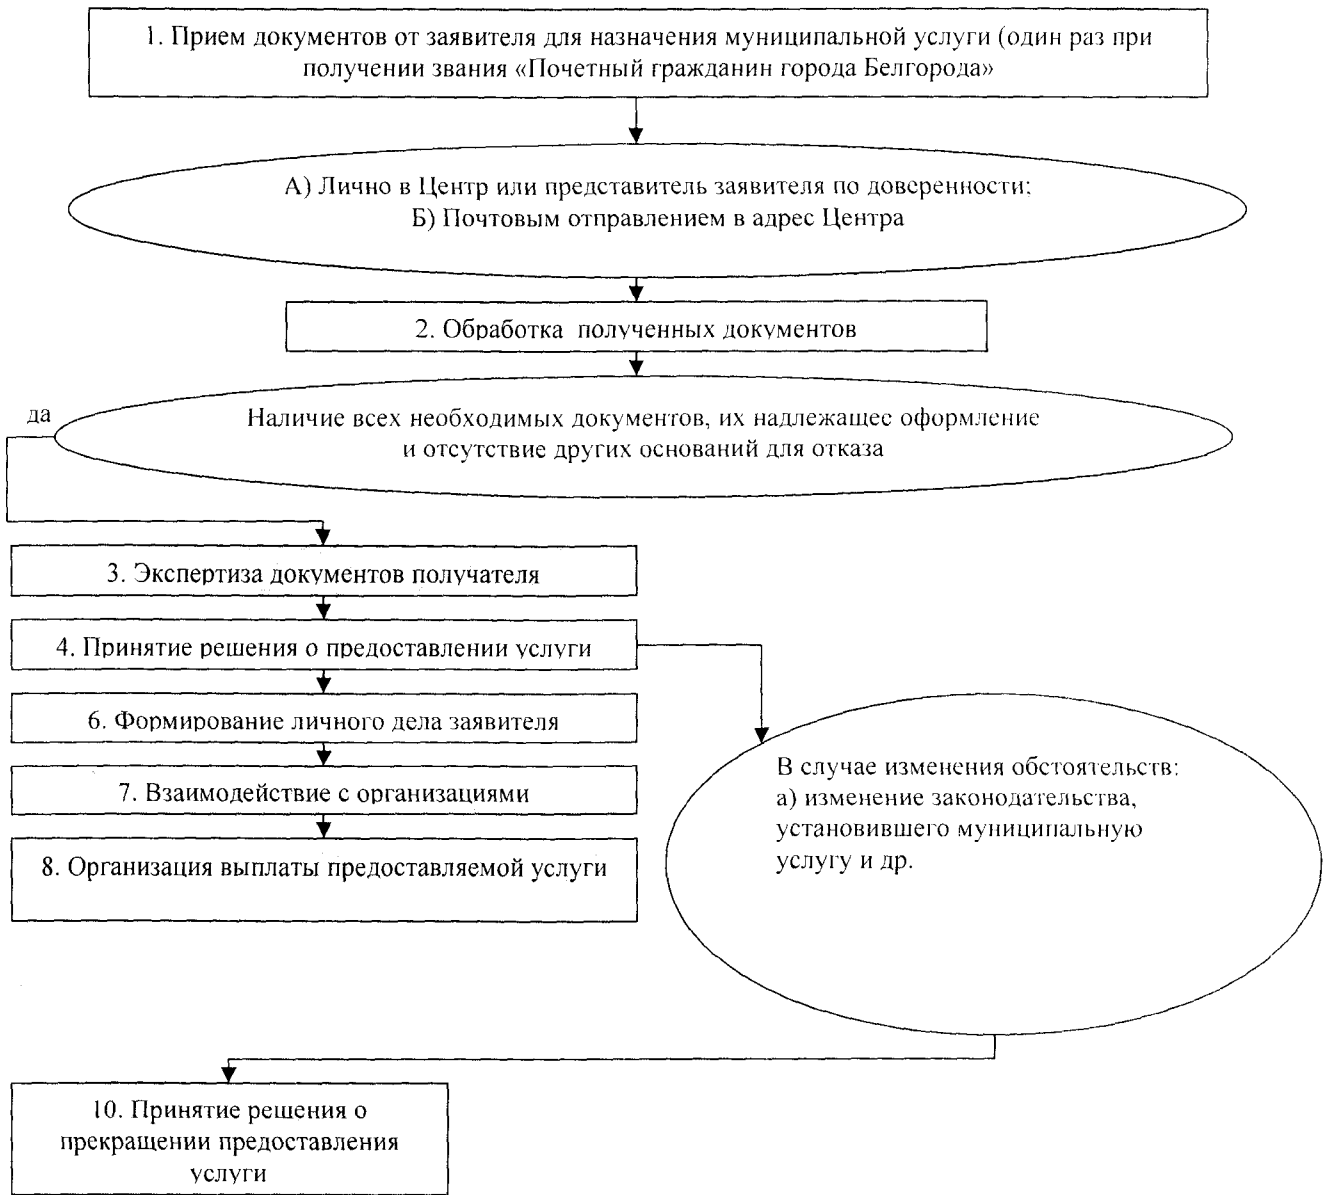 1. Прием документов от заявителя для назначения муниципальной услуги (один раз при
получении звания «Почетный гражданин города Белгорода»
А) Лично в Центр или представитель заявителя по доверенности;
Б) Почтовым отправлением в адрес Центра
2. Обработка полученных документов
да
Наличие всех необходимых документов, их надлежащее оформление
и отсутствие других оснований для отказа
3. Экспертиза документов получателя
4. Принятие решения о предоставлении услуги
6. Формирование личного дела заявителя
7. Взаимодействие с организациями
8. Организация выплаты предоставляемой услуги
В случае изменения обстоятельств:
а) изменение законодательства,
установившего муниципальную
услугу и др.
10. Принятие решения о
прекращении предоставления
услуги